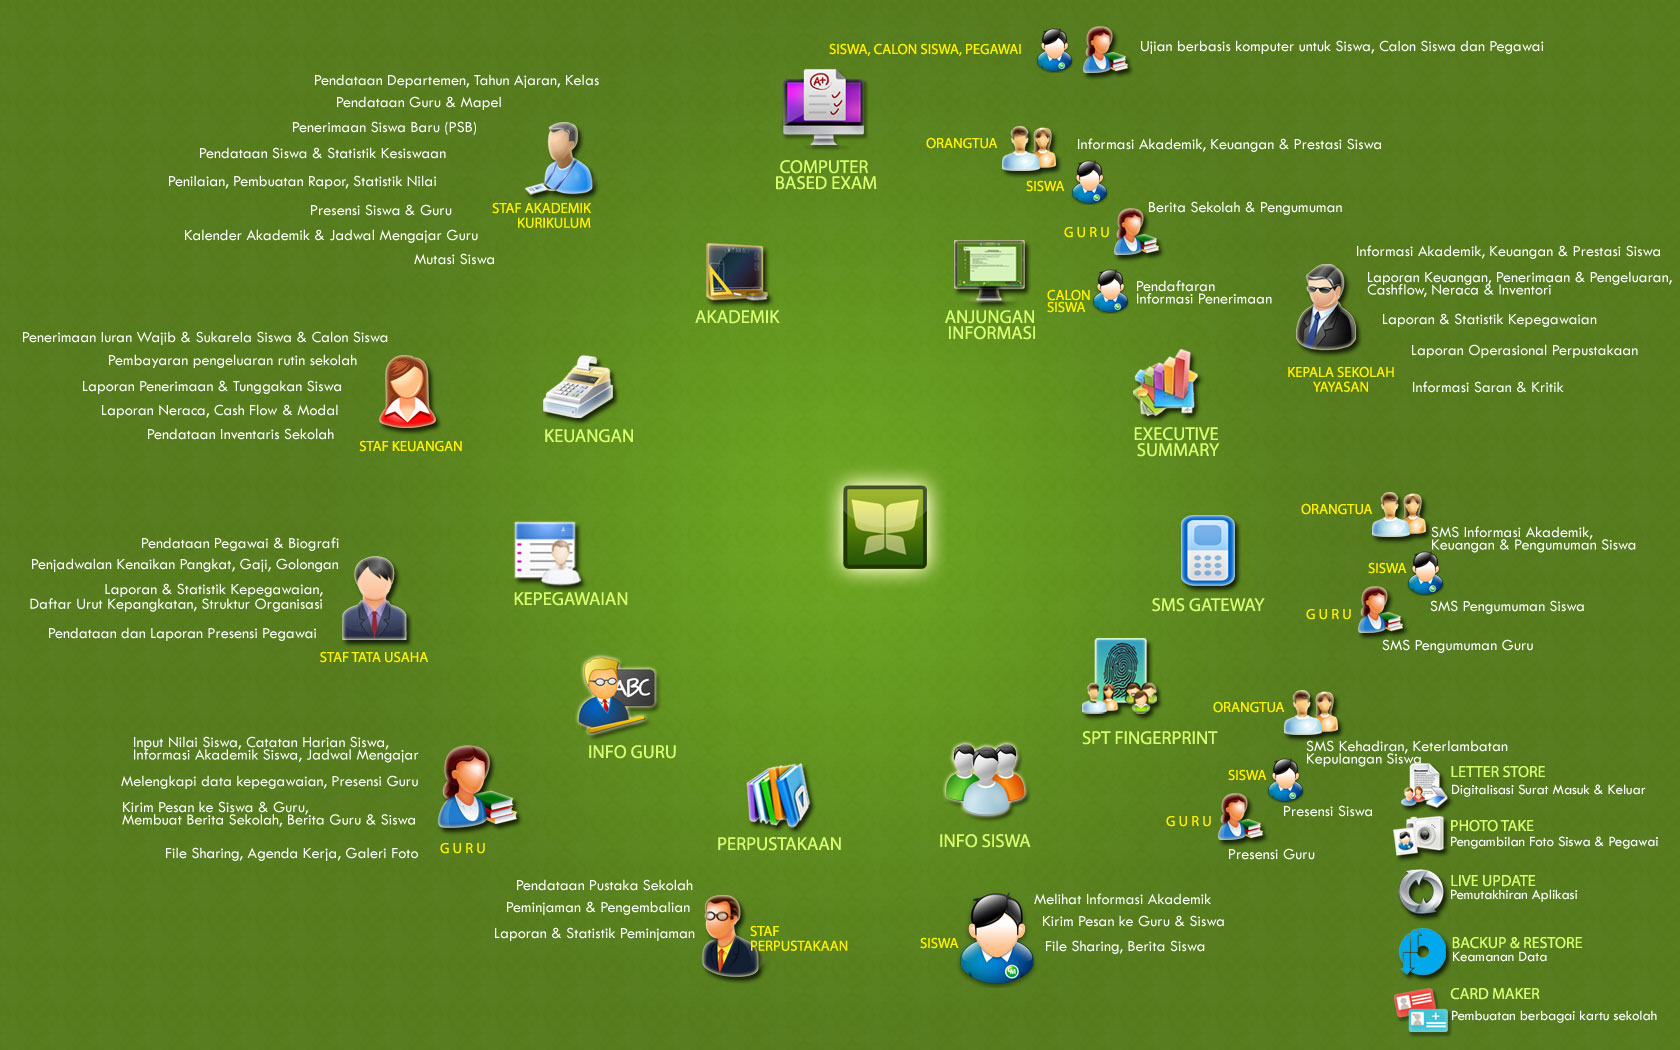 SISWA, CALON SISWA, PEGAWAI
Ujian berbasis komputer untuk Siswa, Calon Siswa dan Pegawai
A+
COMPUTER
BASED EXAM
Pendataan Departemen, Tahun Ajaran, Kelas
Pendataan Guru & Mapel
Penerimaan Siswa Baru (PSB)
Pendataan Siswa & Statistik Kesiswaan
Penilaian, Pembuatan Rapor, Statistik Nilai
Presensi Siswa & Guru
Kalender Akademik & Jadwal Mengajar Guru
Mutasi Siswa
STAF AKADEMIK
KURIKULUM
AKADEMIK
ORANGTUA
Informasi Akademik, Keuangan & Prestasi Siswa
SISWA
Berita Sekolah & Pengumuman
GURU
CALON
SISWA
Pendaftaran
Informasi Penerimaan
ANJUNGAN
INFORMASI
Informasi Akademik, Keuangan & Prestasi Siswa
Laporan Keuangan, Penerimaan & Pengeluaran,
Cashflow, Neraca & Inventori
Laporan & Statistik Kepegawaian
Laporan Operasional Perpustakaan
Informasi Saran & Kritik
KEPALA SEKOLAH
YAYASAN
EXECUTIVE
SUMMARY
Penerimaan Iuran Wajib & Sukarela Siswa & Calon Siswa
Pembayaran pengeluaran rutin sekolah
Laporan Penerimaan & Tunggakan Siswa
Laporan Neraca, Cash Flow & Modal
Pendataan Inventaris Sekolah
STAF KEUANGAN
KEUANGAN
ORANGTUA
SMS Informasi Akademik,
Keuangan & Pengumuman Siswa
SISWA
SMS Pengumuman Siswa
GURU
SMS Pengumuman Guru
SMS GATEWAY
Pendataan Pegawai & Biografi
Penjadwalan Kenaikan Pangkat, Gaji, Golongan
Laporan & Statistik Kepegawaian,
Daftar Urut Kepangkatan, Struktur Organisasi
Pendataan dan Laporan Presensi Pegawai
STAF TATA USAHA
KEPEGAWAIAN
ABC
INFO GURU
Input Nilai Siswa, Catatan Harian Siswa,
Informasi Akademik Siswa, Jadwal Mengajar
Melengkapi data kepegawaian, Presensi Guru
Kirim Pesan ke Siswa & Guru,
Membuat Berita Sekolah, Berita Guru & Siswa
File Sharing, Agenda Kerja, Galeri Foto
GURU
SPT FINGERPRINT
ORANGTUA
SMS Kehadiran, Keterlambatan
Kepulangan Siswa
SISWA
Presensi Siswa
GURU
Presensi Guru
PERPUSTAKAAN
Pendataan Pustaka Sekolah
Peminjaman & Pengembalian
Laporan & Statistik Peminjaman
STAF
PERPUSTAKAAN
INFO SISWA
SISWA
Melihat Informasi Akademik
Kirim Pesan ke Guru & Siswa
File Sharing, Berita Siswa
LETTER STORE
Digitalisasi Surat Masuk & Keluar
PHOTO TAKE
Pengambilan Foto Siswa & Pegawai
LIVE UPDATE
Pemutakhiran Aplikasi
BACKUP & RESTORE
Keamanan Data
CARD MAKER
Pembuatan berbagai kartu sekolah